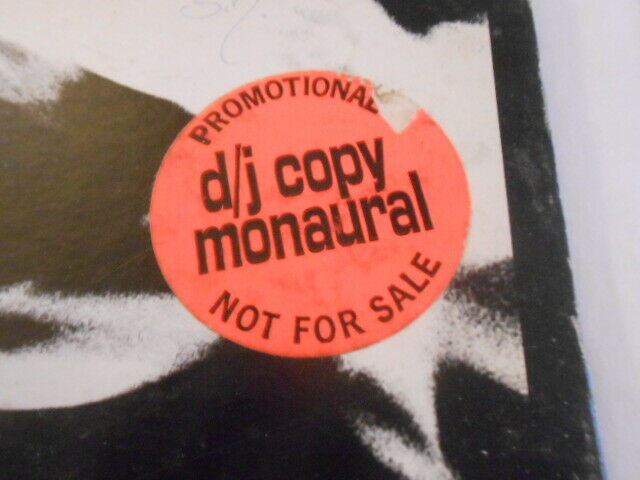 PROMOTIONAL
d/j copy
monaural
NOT FOR SALE